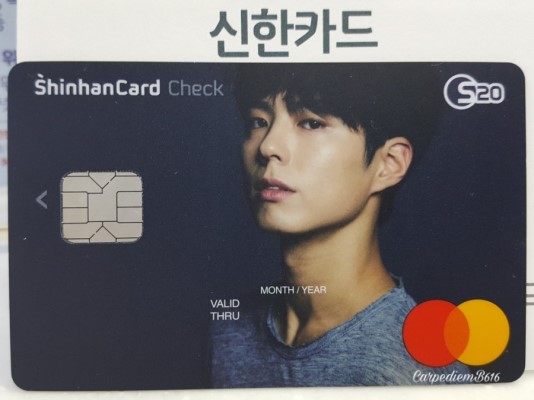 신한카드
ShinhanCard Check
S20
MONTH / YEAR
VALID
THRU
CarpediemB616